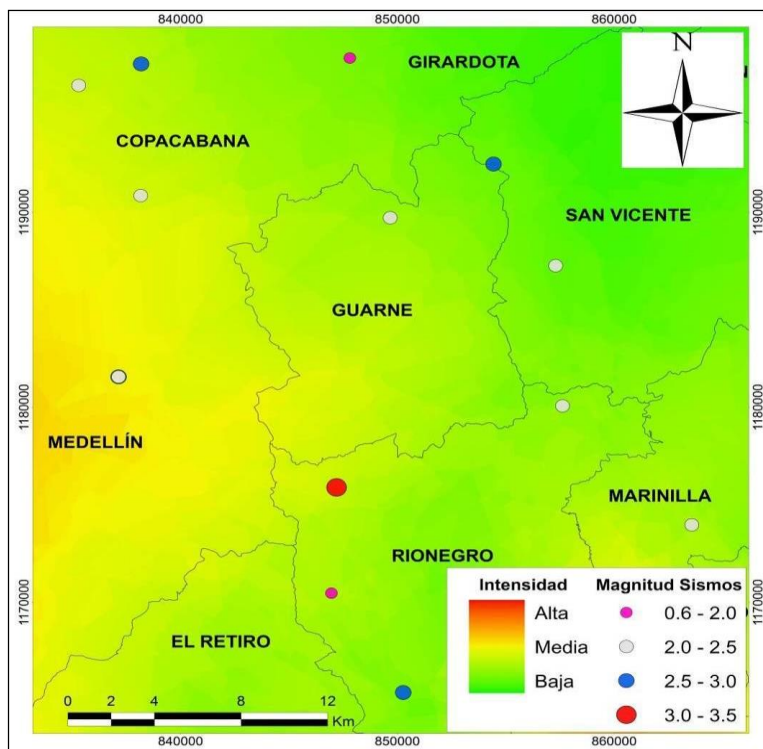 840000 850000 860000
N
GIRARDOTA
COPACABANA
1190000 1190000
SAN VICENTE
GUARNE
1180000 1180000
MEDELLÍN
MARINILLA
RIONEGRO
1170000 1170000
EL RETIRO
Intensidad Magnitud Sismos
Alta 0.6 - 2.0
Media 2.0 - 2.5
Baja 2.5 - 3.0
3.0 - 3.5
0 2 4 8 12
Km
840000 850000 860000